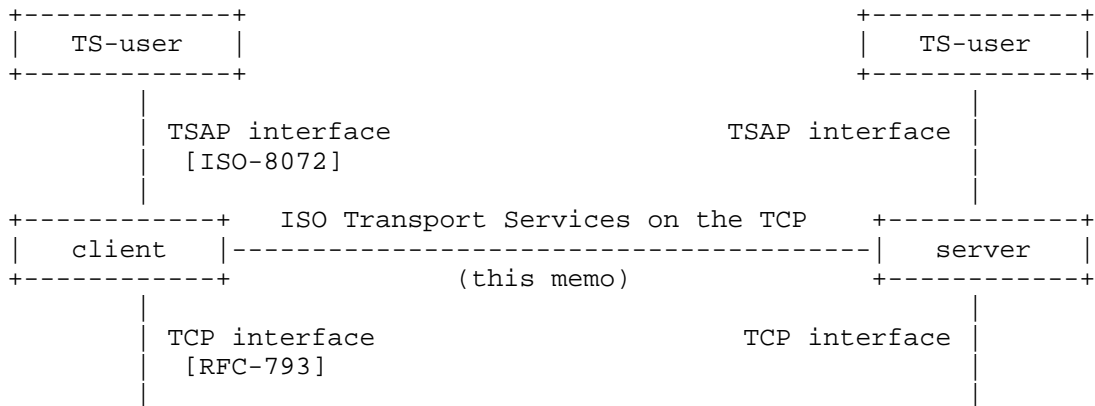 TS-user TS-user
TSAP interface TSAP interface
[ISO-8072]
ISO Transport Services on the TCP
client server
(this memo)
TCP interface TCP interface
[RFC-793]